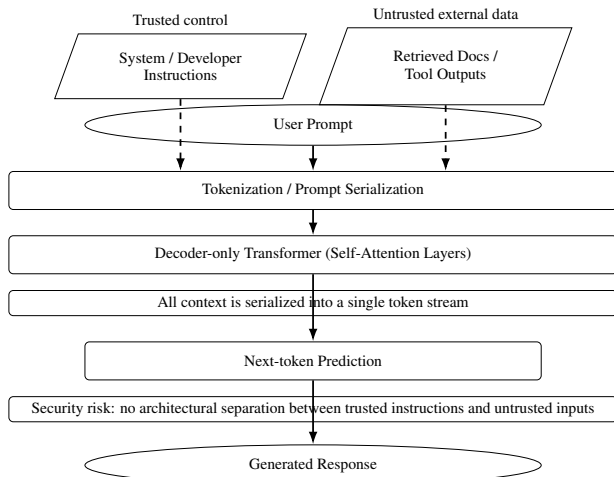 Trusted control
Untrusted external data
System / Developer
Instructions
Retrieved Docs /
Tool Outputs
User Prompt
Tokenization / Prompt Serialization
Decoder-only Transformer (Self-Attention Layers)
All context is serialized into a single token stream
Next-token Prediction
Security risk: no architectural separation between trusted instructions and untrusted inputs
Generated Response